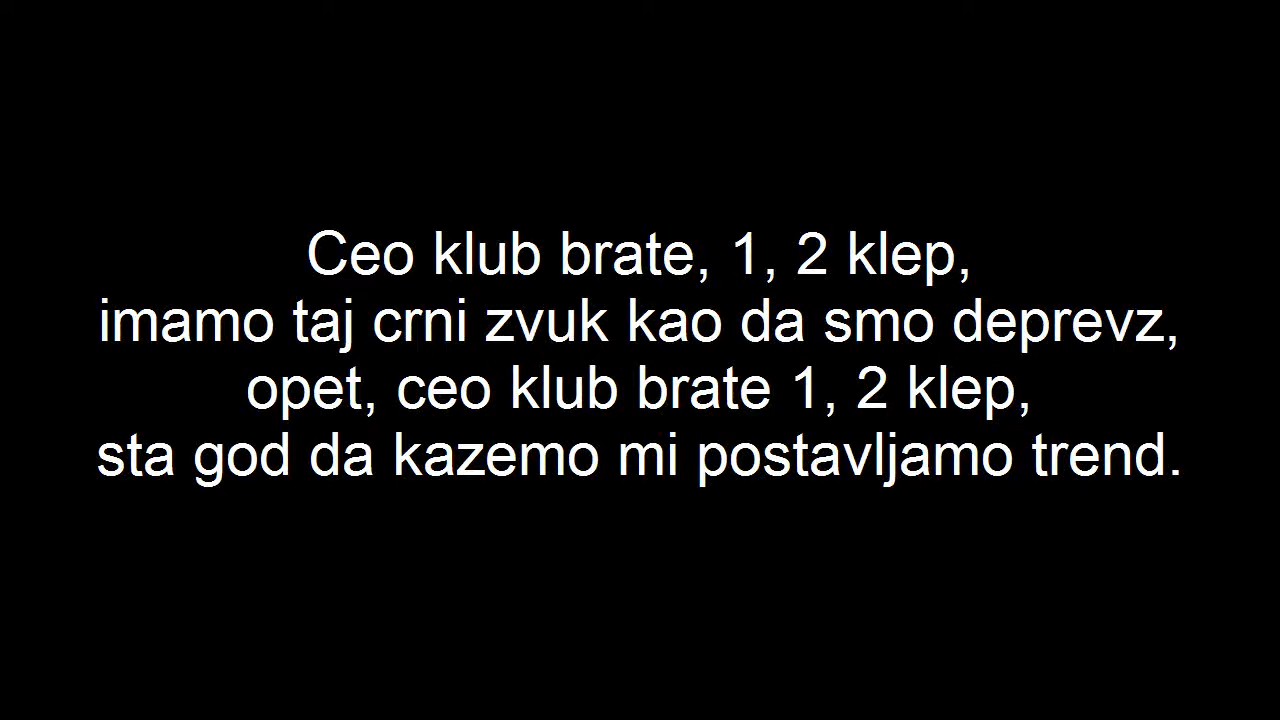 Ceo klub brate, 1, 2 klep,
imamo taj crni zvuk kao da smo deprevz,
opet, ceo klub brate 1, 2 klep,
sta god da kazemo mi postavljamo trend.